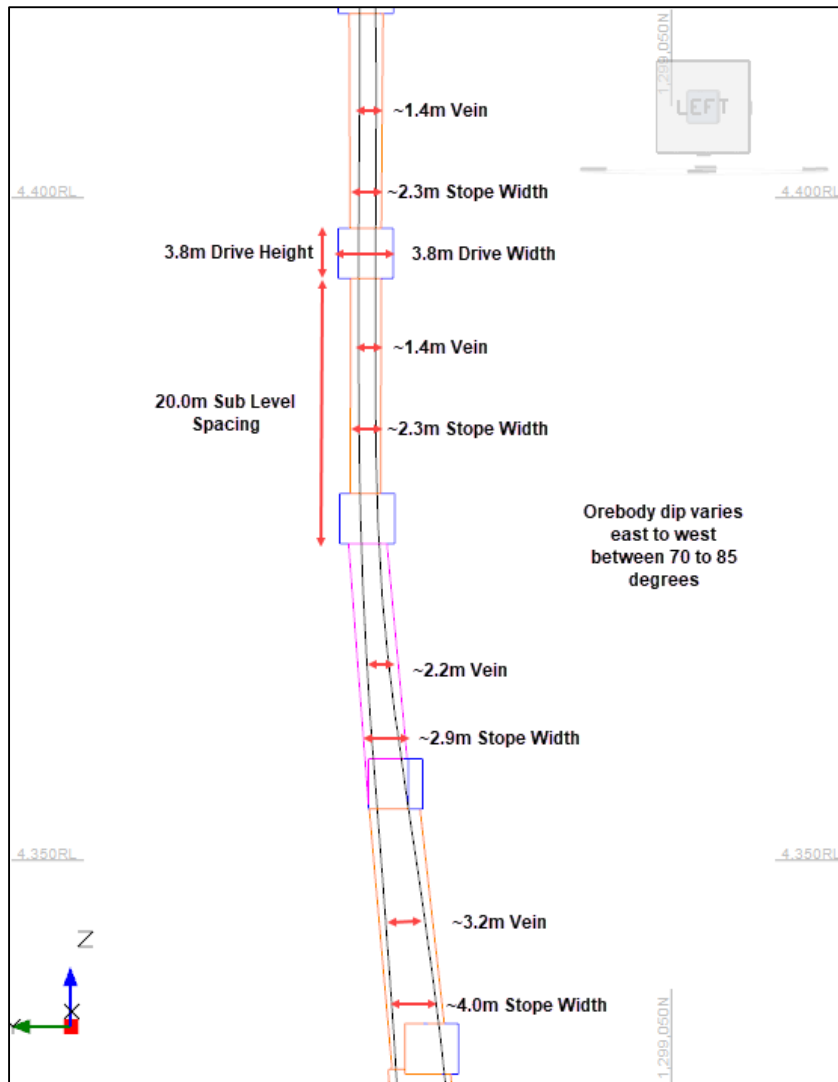 1,299,050N
LEFT
~1.4m Vein
4,400RL
4,400RL
~2.3m Stope Width
3.8m Drive Height
3.8m Drive Width
~1.4m Vein
20.0m Sub Level
Spacing
~2.3m Stope Width
Orebody dip varies
east to west
between 70 to 85
degrees
~2.2m Vein
~2.9m Stope Width
4,350RL
4,350RL
~3.2m Vein
Z
~4.0m Stope Width
X
Y
1,299,050N